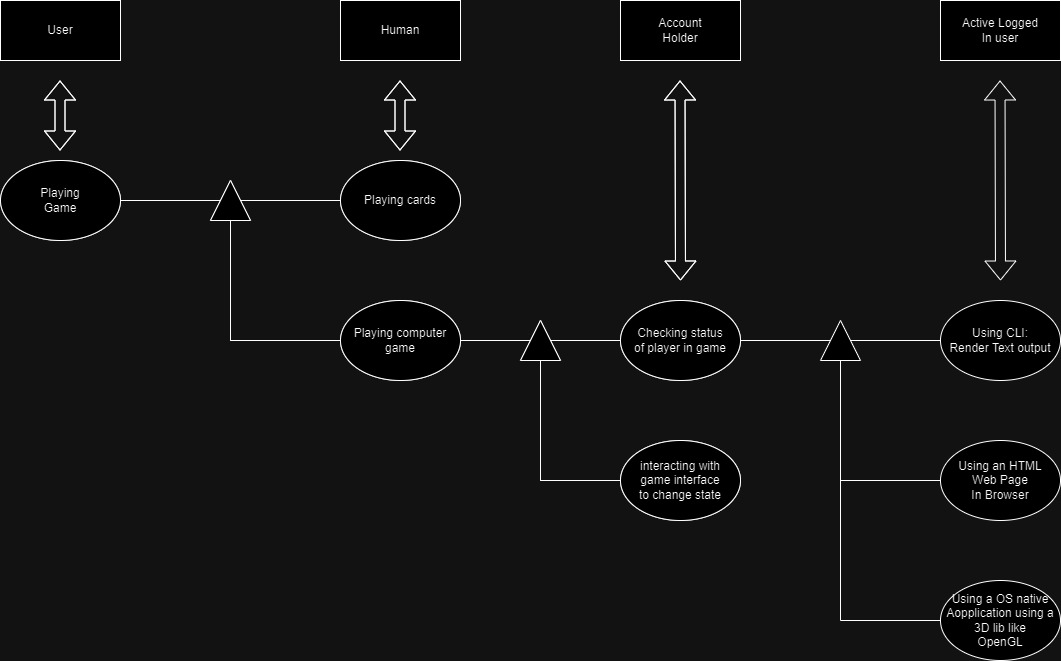 User
Human
Account
Holder
Active Logged
In user
Playing
Game
Playing cards
Playing computer
game
Checking status
of player in game
Using CLI:
Render Text output
interacting with
game interface
to change state
Using an HTML
Web Page
In Browser
Using a OS native
Aopplication using a
3D lib like
OpenGL